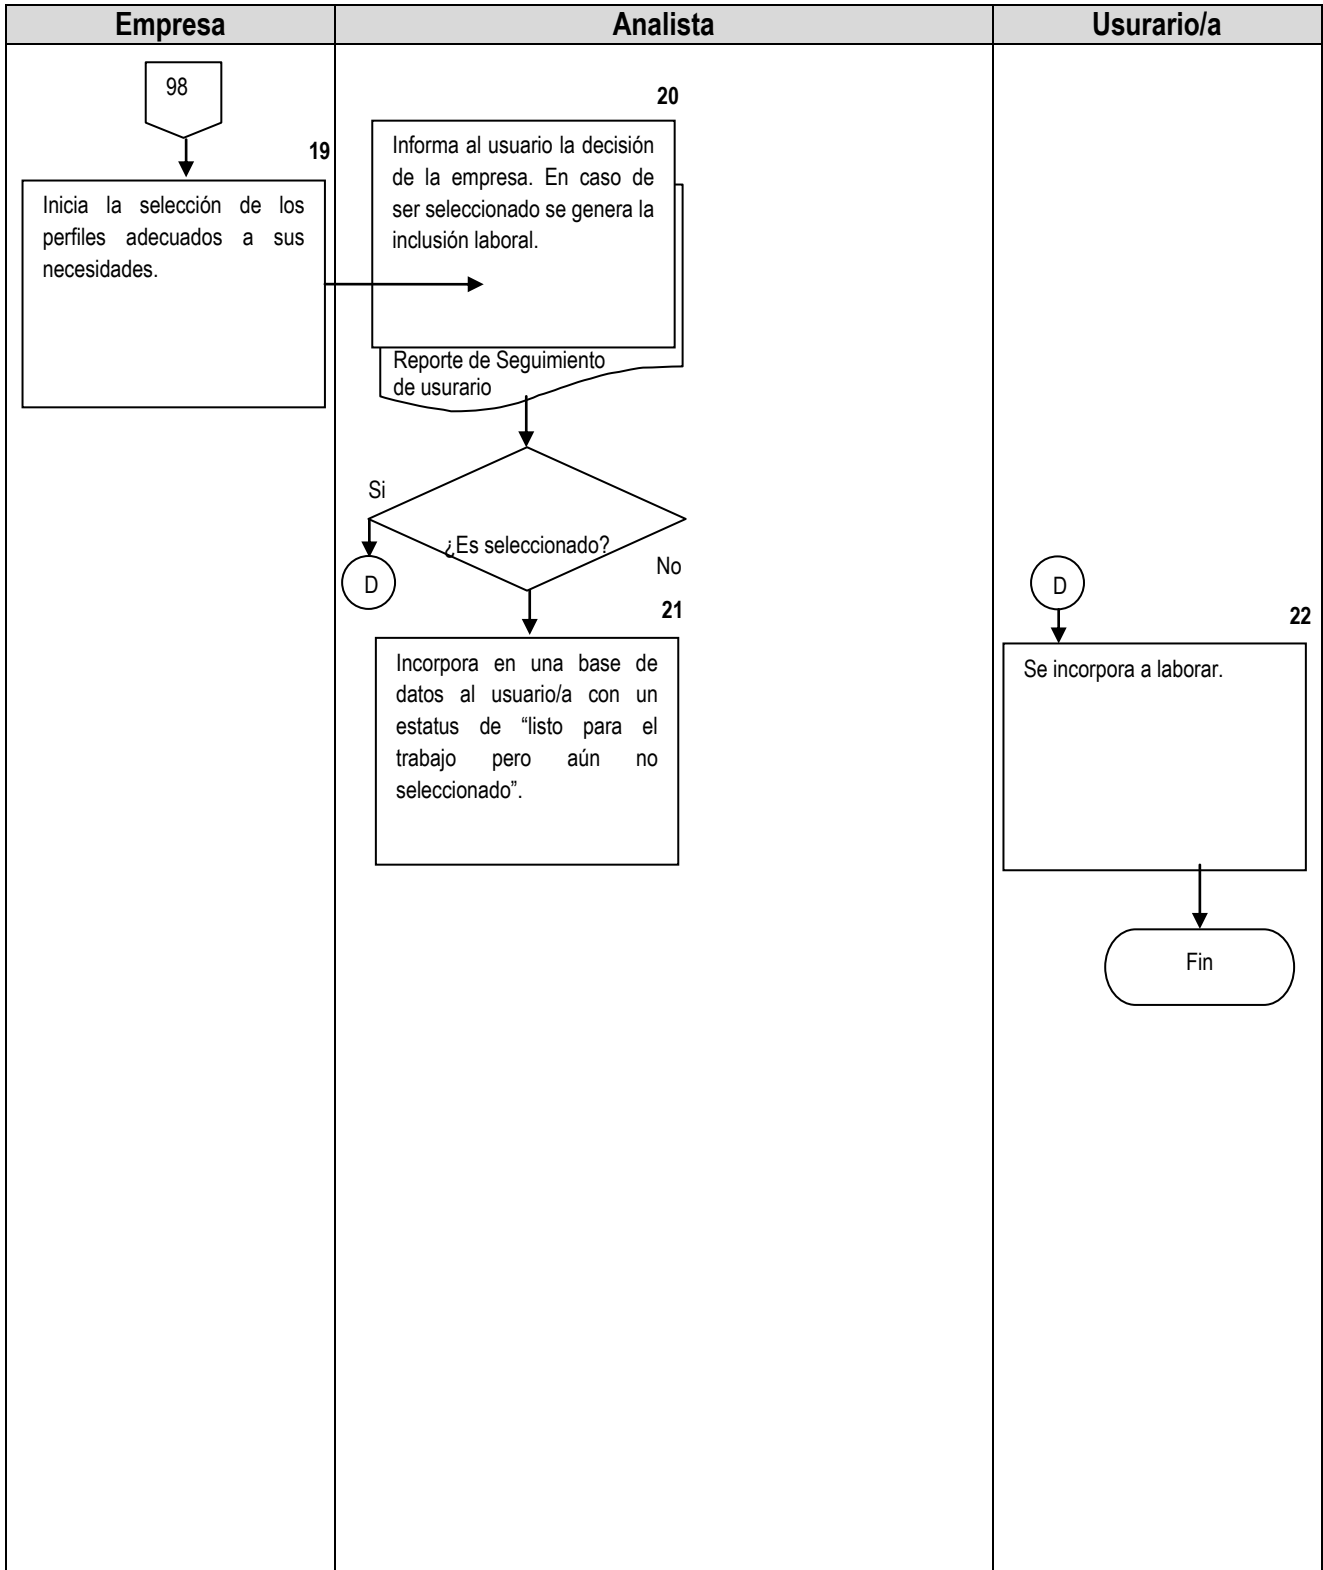 Empresa
Analista
Usurario/a
98
19
Inicia la selección de los
perfiles adecuados a sus
necesidades.
20
Informa al usuario la decisión
de la empresa. En caso de
ser seleccionado se genera la
inclusión laboral.
Reporte de Seguimiento
de usurario
Si
¿Es seleccionado?
No
D
21
Incorpora en una base de
datos al usuario/a con un
estatus de “listo para el
trabajo pero aún no
seleccionado”.
D
22
Se incorpora a laborar.
Fin